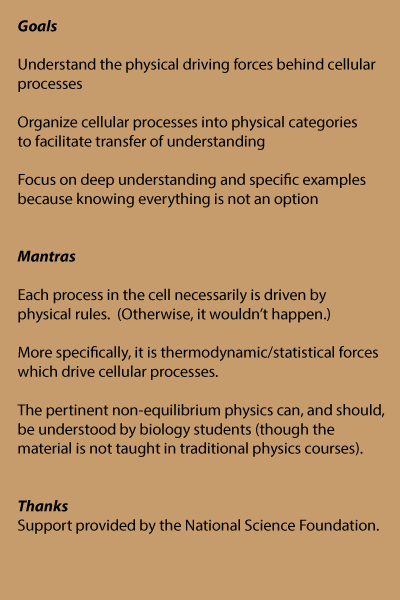 Goals
Understand the physical driving forces behind cellular
processes
Organize cellular processes into physical categories
to facilitate transfer of understanding
Focus on deep understanding and specific examples
because knowing everything is not an option
Mantras
Each process in the cell necessarily is driven by
physical rules.  (Otherwise, it wouldn't happen.)
More specifically, it is thermodynamic/statistical forces
which drive cellular processes.
The pertinent non-equilibrium physics can, and should,
be understood by biology students (though the
material is not taught in traditional physics courses).
Thanks
Support provided by the National Science Foundation.